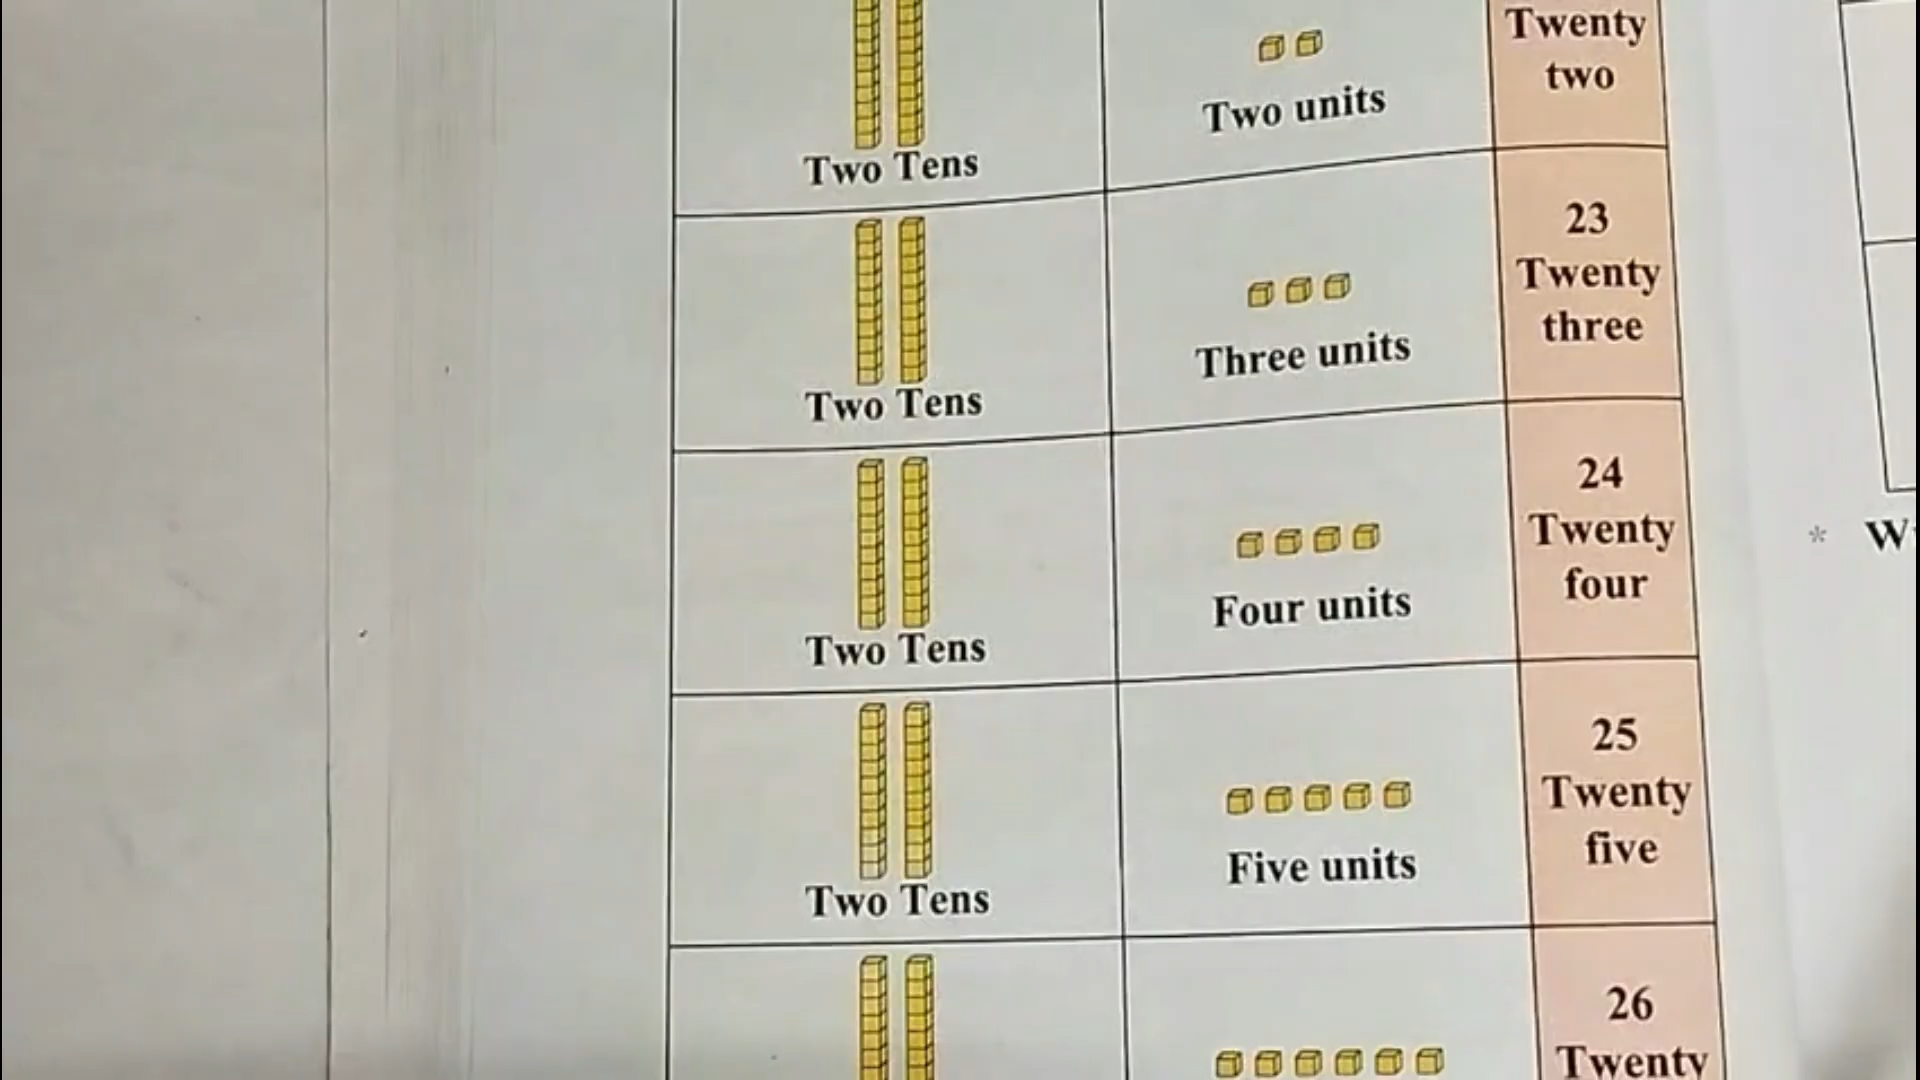 Two Tens
Two units
Twenty
two
Two Tens
Three units
23
Twenty
three
Two Tens
Four units
24
Twenty
four
Two Tens
Five units
25
Twenty
five
26
Twenty
*